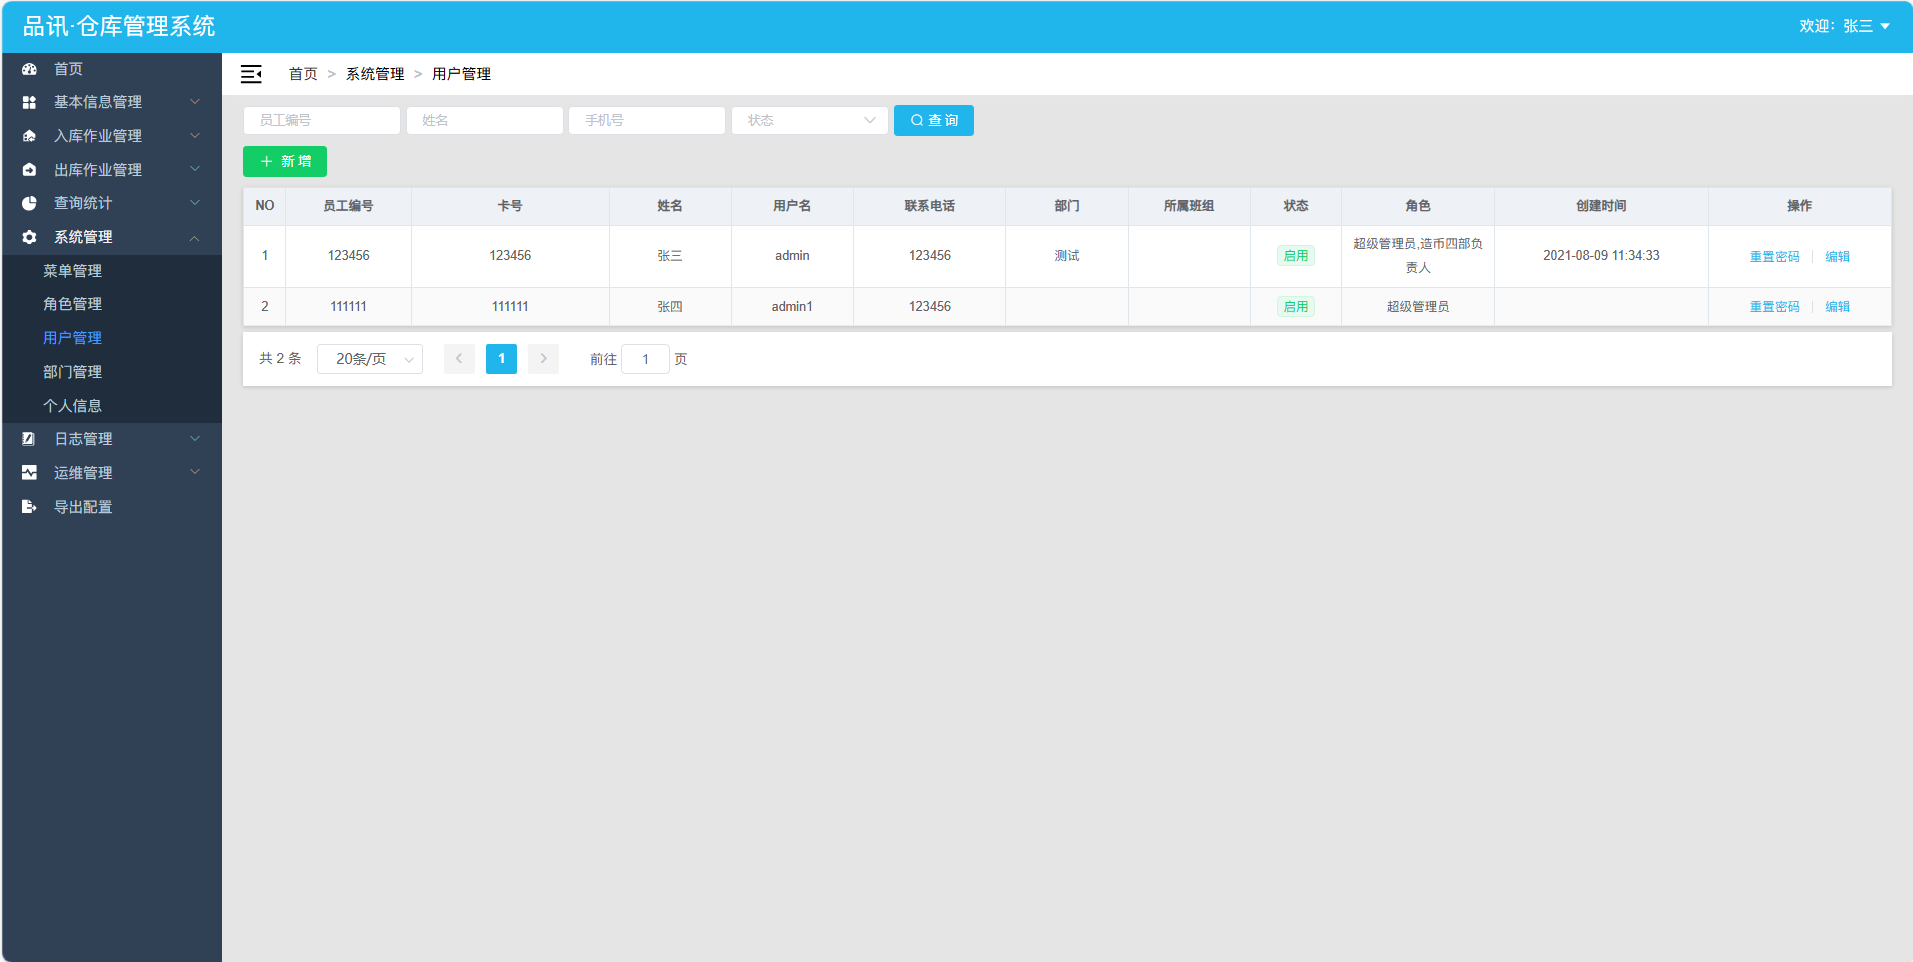 品讯·仓库管理系统
欢迎：张三
首页
基本信息管理
入库作业管理
出库作业管理
查询统计
系统管理
菜单管理
角色管理
用户管理
部门管理
个人信息
日志管理
运维管理
导出配置
首页 > 系统管理 > 用户管理
员工编号 姓名 手机号 状态 查询
新增
NO 员工编号 卡号 姓名 用户名 联系电话 部门 所属班组 状态 角色 创建时间 操作
1 123456 123456 张三 admin 123456 测试 启用 超级管理员,造币四部负 2021-08-09 11:34:33 重置密码 编辑
责人
2 111111 111111 张四 admin1 123456 启用 超级管理员 重置密码 编辑
共 2 条 20条/页 1 前往 1 页